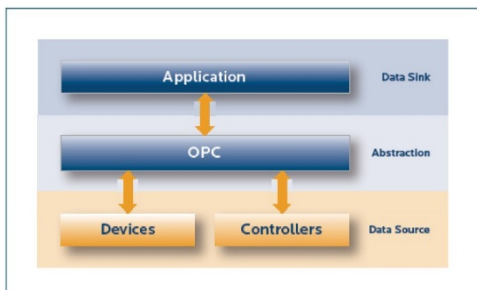 Application
Data Sink
OPC
Abstraction
Devices
Controllers
Data Source